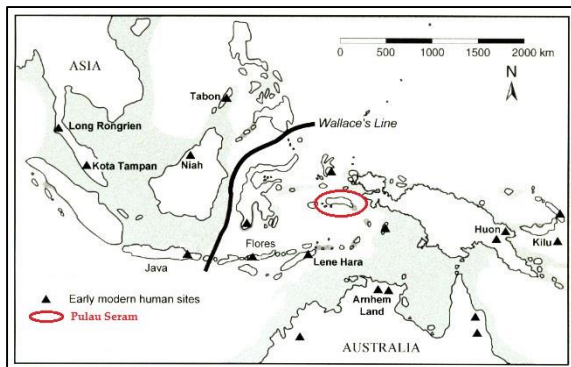 0 500 1000 1500 2000 km
N
ASIA
Tabon
Wallace's Line
Long Rongrien
Kota Tampan
Niah
Huon
Kilu
Flores
Java
Lene Hara
Arnhem
Land
▲ Early modern human sites
Pulau Seram
AUSTRALIA